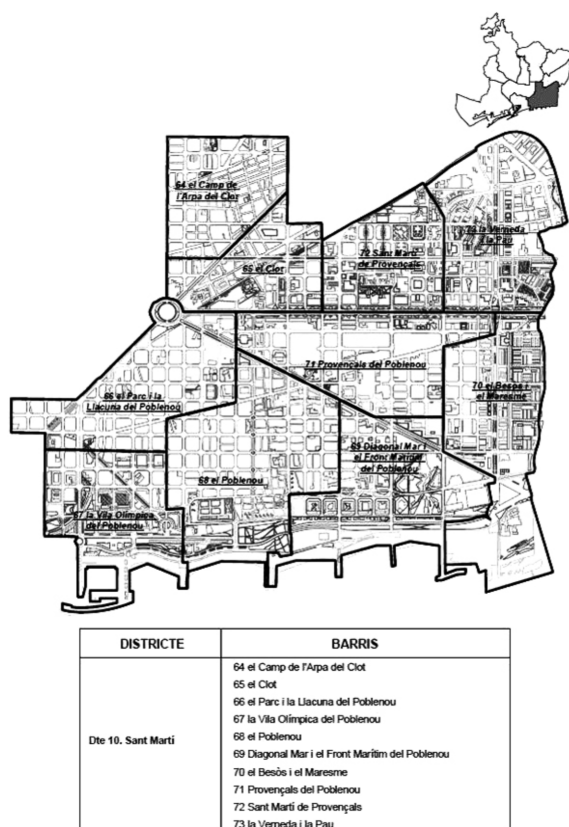 64 el Camp de
l'Arpa del Clot
65 el Clot
72 Sant Martí
de Provençals
73 la Verneda
i la Pau
71 Provençals del Poblenou
66 el Parc i la
Llacuna del Poblenou
70 el Besòs i
el Maresme
69 Diagonal Mar i
el Front Marítim
del Poblenou
68 el Poblenou
67 la Vila Olímpica
del Poblenou
DISTRICTE
BARRIS
Dte 10. Sant Martí
64 el Camp de l'Arpa del Clot
65 el Clot
66 el Parc i la Llacuna del Poblenou
67 la Vila Olímpica del Poblenou
68 el Poblenou
69 Diagonal Mar i el Front Marítim del Poblenou
70 el Besòs i el Maresme
71 Provençals del Poblenou
72 Sant Martí de Provençals
73 la Verneda i la Pau